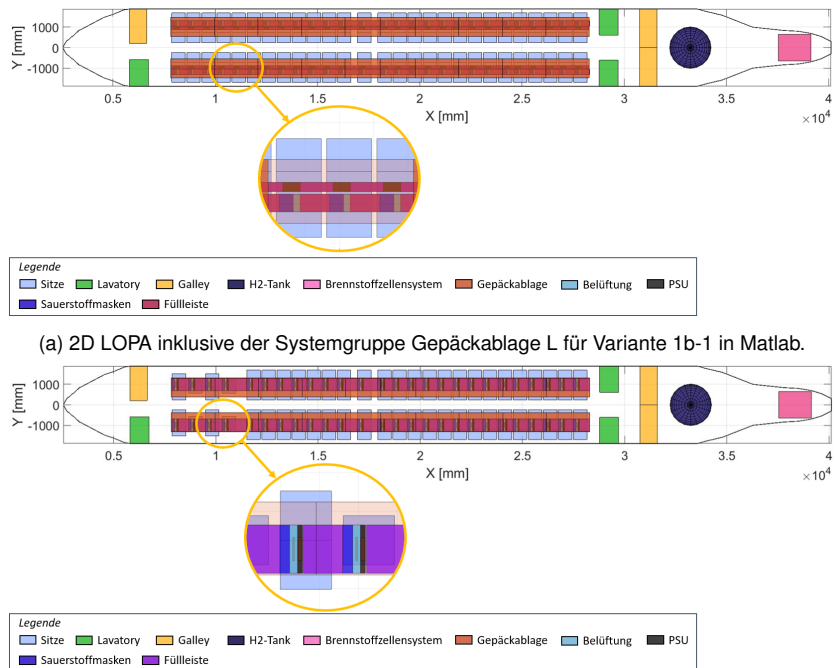 1000
0
-1000
Y [mm]
0.5 1 1.5 2 2.5 3 3.5 4
X [mm]
×10⁴
Legende
Sitze Lavatory Galley H2-Tank Brennstoffzellensystem Gepäckablage Belüftung PSU
Sauerstoffmasken Füllleiste
(a) 2D LOPA inklusive der Systemgruppe Gepäckablage L für Variante 1b-1 in Matlab.
1000
0
-1000
Y [mm]
0.5 1 1.5 2 2.5 3 3.5 4
X [mm]
×10⁴
Legende
Sitze Lavatory Galley H2-Tank Brennstoffzellensystem Gepäckablage Belüftung PSU
Sauerstoffmasken Füllleiste